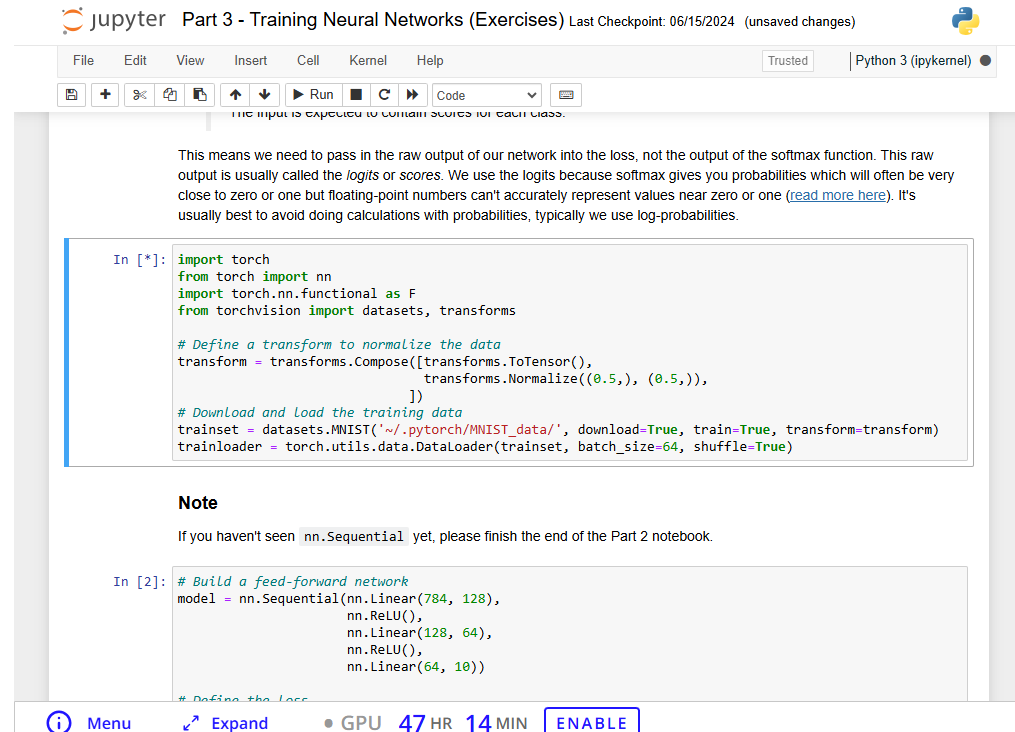 jupyter Part 3 - Training Neural Networks (Exercises) Last Checkpoint: 06/15/2024 (unsaved changes)
File Edit View Insert Cell Kernel Help Trusted Python 3 (ipykernel)
Run Code
The input is expected to contain scores for each class.
This means we need to pass in the raw output of our network into the loss, not the output of the softmax function. This raw
output is usually called the logits or scores. We use the logits because softmax gives you probabilities which will often be very
close to zero or one but floating-point numbers can't accurately represent values near zero or one (read more here). It's
usually best to avoid doing calculations with probabilities, typically we use log-probabilities.
In [*]: import torch
from torch import nn
import torch.nn.functional as F
from torchvision import datasets, transforms
# Define a transform to normalize the data
transform = transforms.Compose([transforms.ToTensor(),
transforms.Normalize((0.5,), (0.5,)),
])
# Download and load the training data
trainset = datasets.MNIST('~/.pytorch/MNIST_data/', download=True, train=True, transform=transform)
trainloader = torch.utils.data.DataLoader(trainset, batch_size=64, shuffle=True)
Note
If you haven't seen nn.Sequential yet, please finish the end of the Part 2 notebook.
In [2]: # Build a feed-forward network
model = nn.Sequential(nn.Linear(784, 128),
nn.ReLU(),
nn.Linear(128, 64),
nn.ReLU(),
nn.Linear(64, 10))
# Define the loss
Menu Expand GPU 47 HR 14 MIN ENABLE